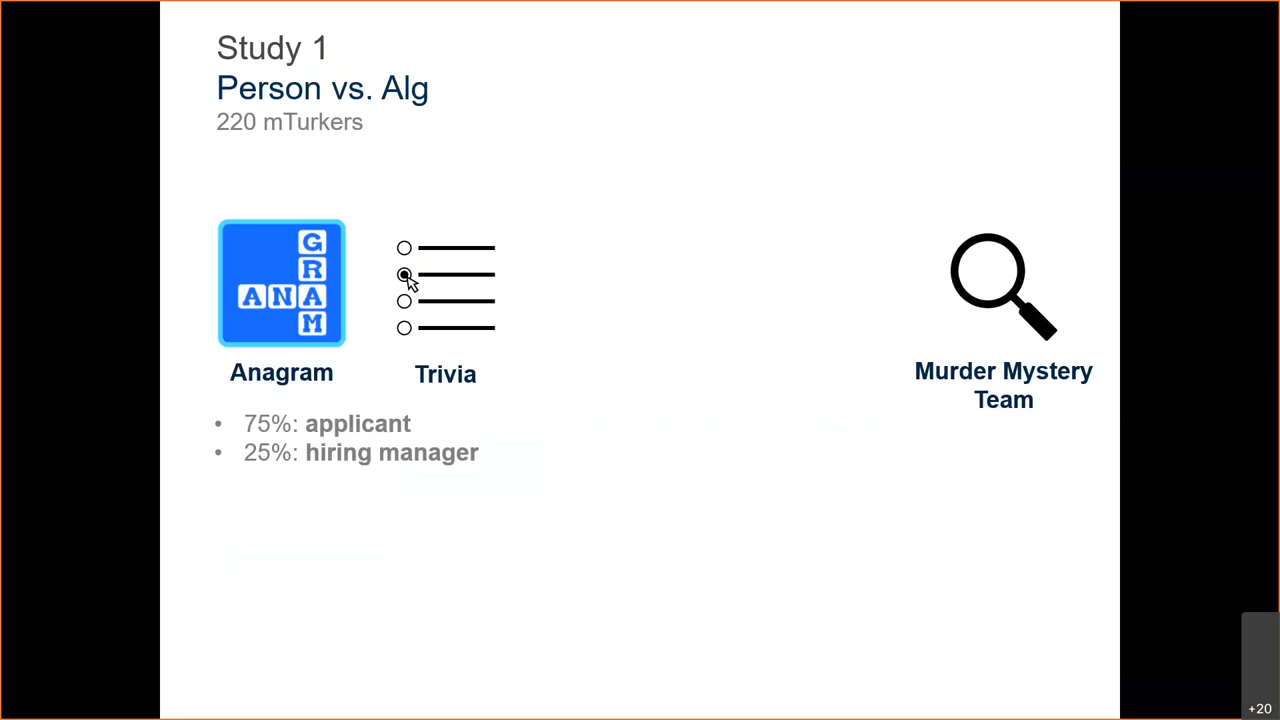 Study 1
Person vs. Alg
220 mTurkers
G
R
ANA
M
Anagram
Trivia
Murder Mystery
Team
• 75%: applicant
• 25%: hiring manager
+20